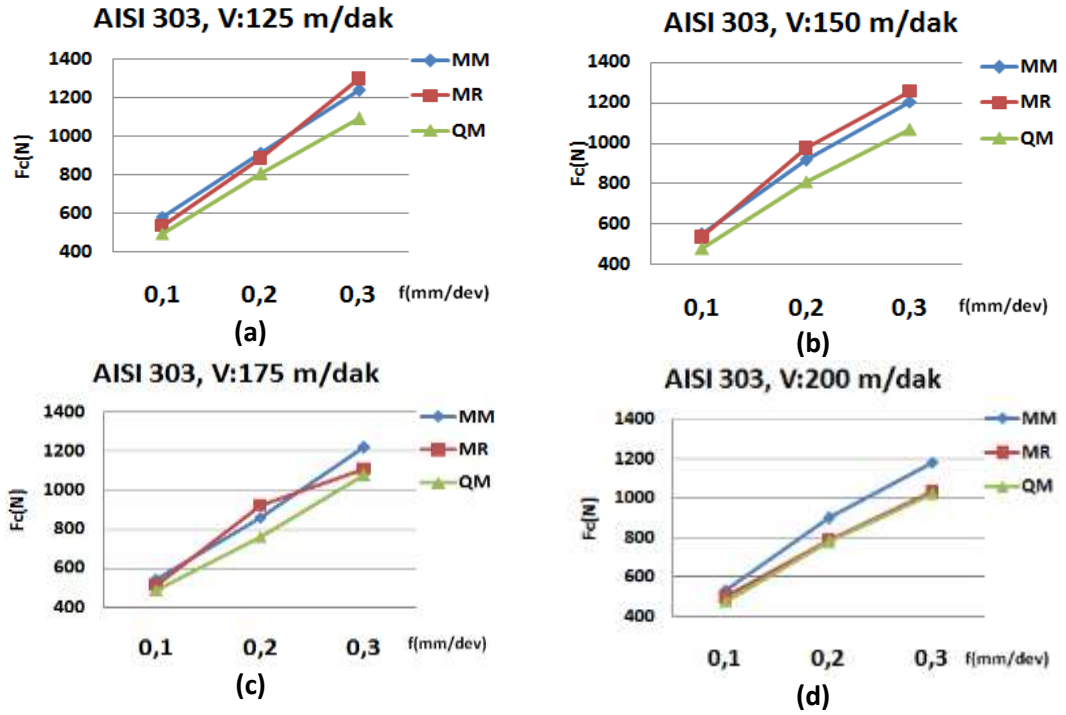 AISI 303, V:125 m/dak
Fc(N)
1400
1200
1000
800
600
400
0,1 0,2 0,3 f(mm/dev)
MM
MR
QM
(a)
AISI 303, V:150 m/dak
Fc(N)
1400
1200
1000
800
600
400
0,1 0,2 0,3 f(mm/dev)
MM
MR
QM
(b)
AISI 303, V:175 m/dak
Fc(N)
1400
1200
1000
800
600
400
0,1 0,2 0,3 f(mm/dev)
MM
MR
QM
(c)
AISI 303, V:200 m/dak
Fc(N)
1400
1200
1000
800
600
400
0,1 0,2 0,3 f(mm/dev)
MM
MR
QM
(d)